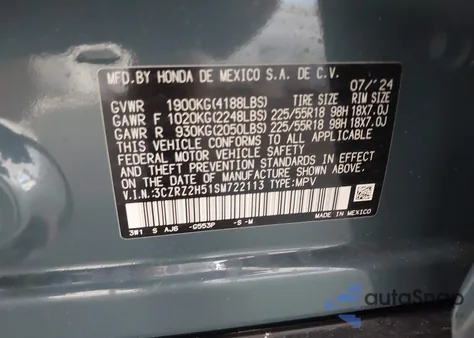 MFD.BY HONDA DE MEXICO S.A. DE C.V.
07/'24
GVWR 1900KG(4188LBS) TIRE SIZE RIM SIZE
GAWR F 1020KG(2248LBS) 225/55R18 98H 18X7.0J
GAWR R 930KG(2050LBS) 225/55R18 98H 18X7.0J
THIS VEHICLE CONFORMS TO ALL APPLICABLE
FEDERAL MOTOR VEHICLE SAFETY AND THEFT
PREVENTION STANDARDS IN EFFECT ON THE DATE
OF MANUFACTURE SHOWN ABOVE.
V.I.N.:3CZRZ2H51SM722113 TYPE:MPV
3W1 S AJ6 -G553P -S -M
MADE IN MEXICO
autoSnap